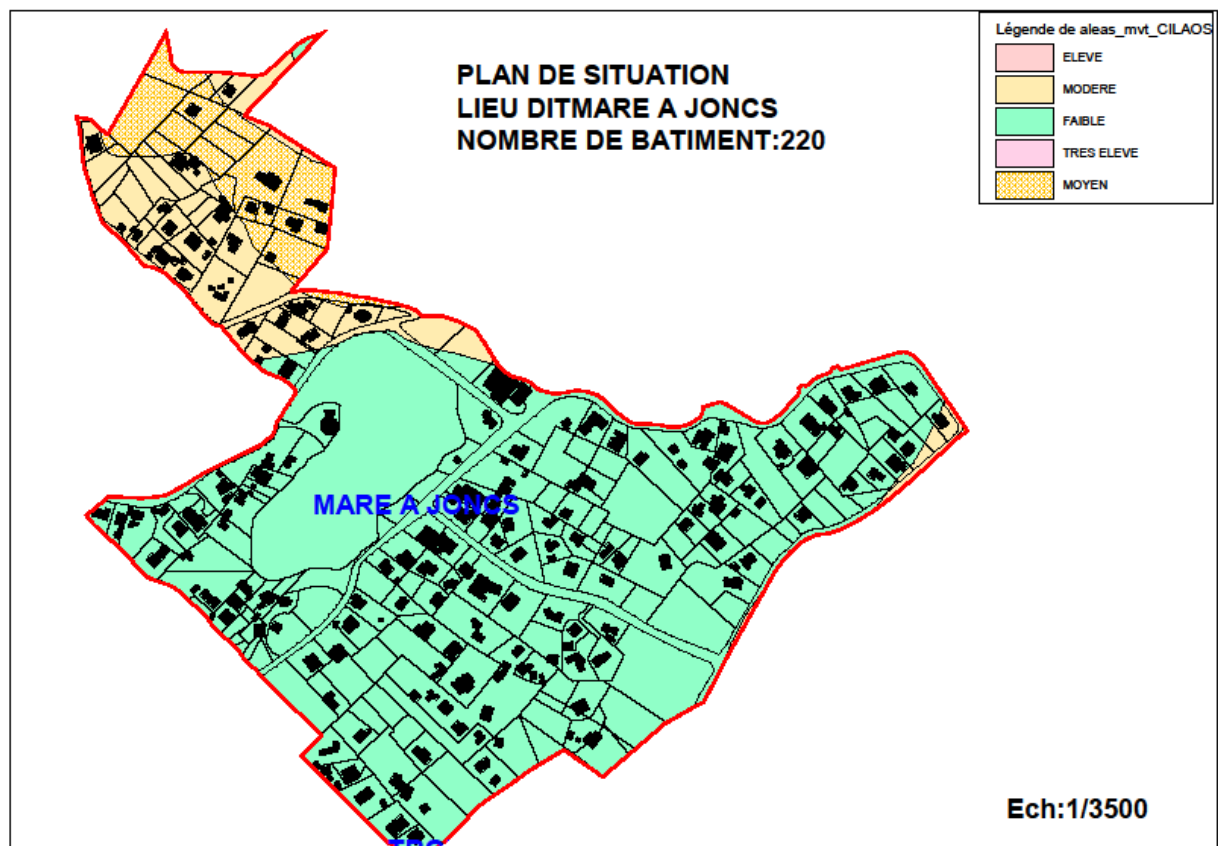 PLAN DE SITUATION
LIEU DITMARE A JONCS
NOMBRE DE BATIMENT:220
Légende de aleas_mvt_CILAOS
ELEVE
MODERE
FAIBLE
TRES ELEVE
MOYEN
MARE A JONCS
Ech:1/3500